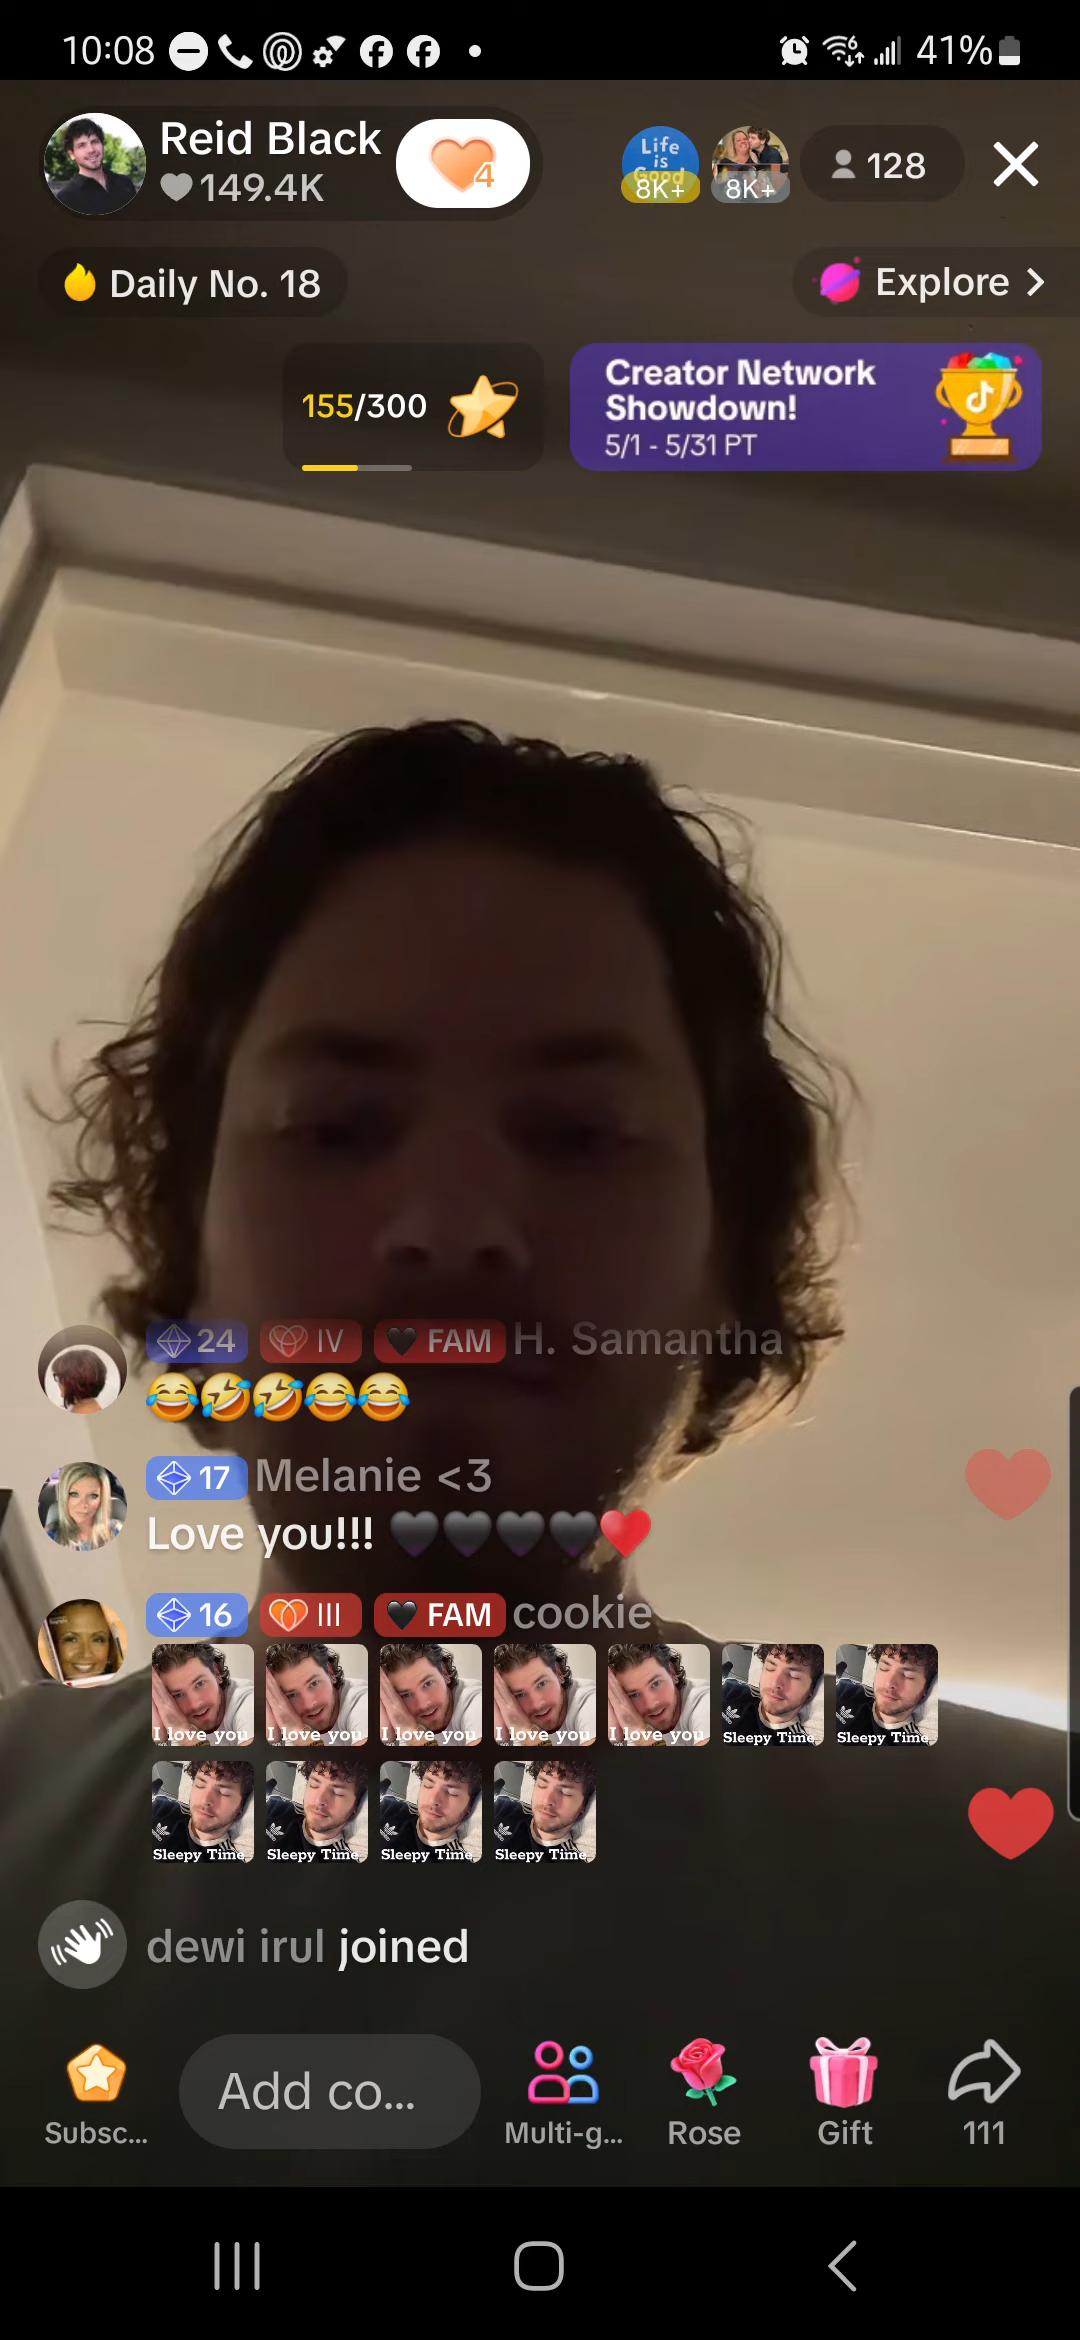 10:08
41%
Reid Black
149.4K
4
Life
is
Good
8K+
8K+
128
Daily No. 18
Explore
155/300
Creator Network
Showdown!
5/1 - 5/31 PT
24 IV FAM H. Samantha
17 Melanie <3
Love you!!!
16 III FAM cookie
I love you I love you I love you I love you I love you Sleepy Time Sleepy Time
Sleepy Time Sleepy Time Sleepy Time Sleepy Time
dewi irul joined
Subsc...
Add co...
Multi-g...
Rose
Gift
111